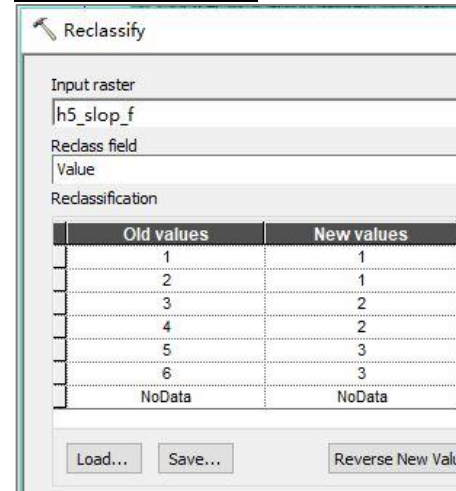 Reclassify
Input raster
h5_slop_f
Reclass field
Value
Reclassification
Old values New values
1 1
2 1
3 2
4 2
5 3
6 3
NoData NoData
Load... Save... Reverse New Valu